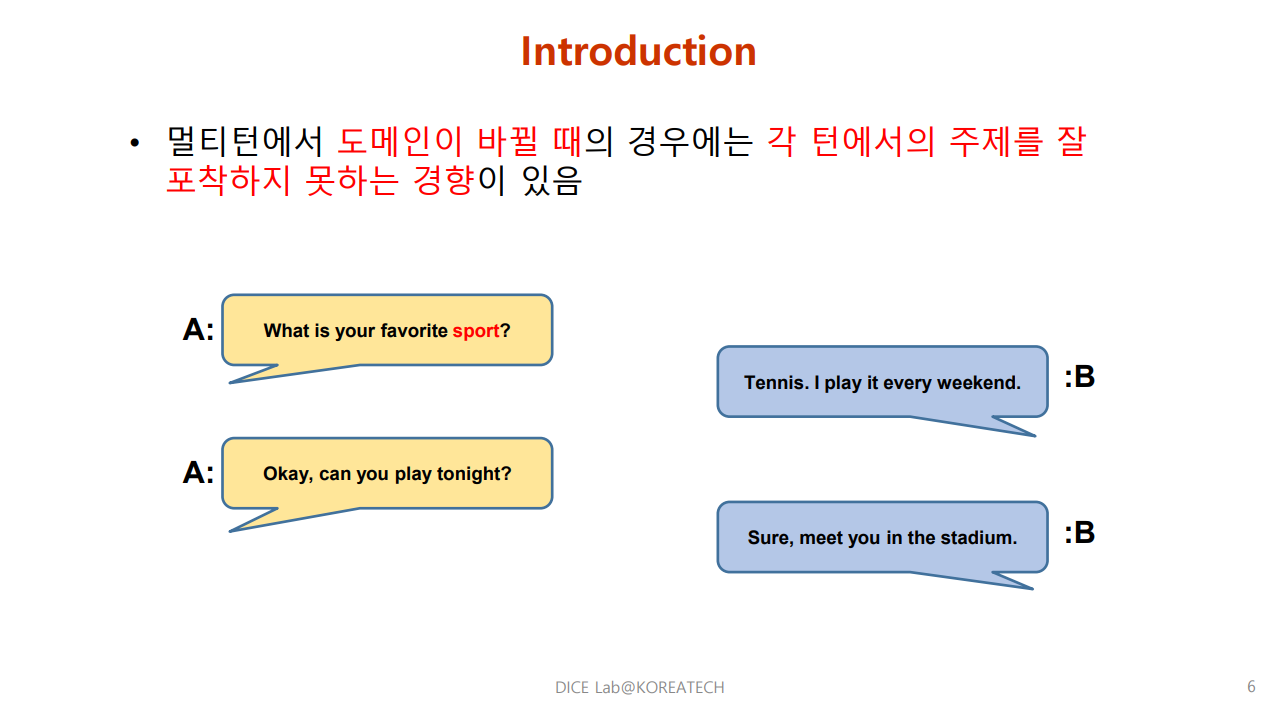 Introduction
• 멀티턴에서 도메인이 바뀔 때의 경우에는 각 턴에서의 주제를 잘
포착하지 못하는 경향이 있음
A: What is your favorite sport?
Tennis. I play it every weekend. :B
A: Okay, can you play tonight?
Sure, meet you in the stadium. :B
DICE Lab@KOREATECH 6